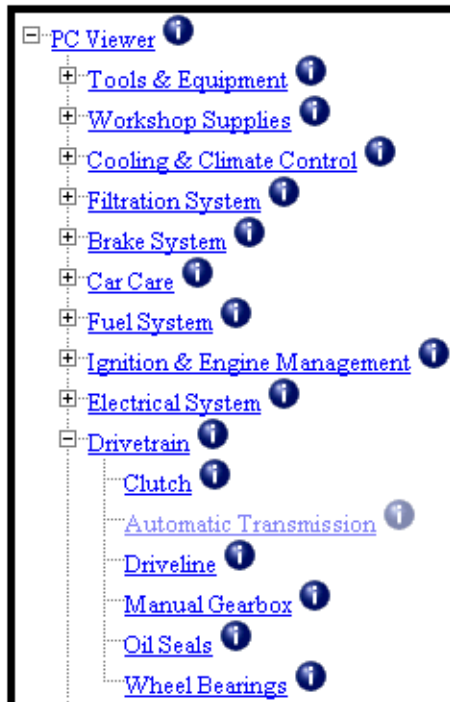 PC Viewer
Tools & Equipment
Workshop Supplies
Cooling & Climate Control
Filtration System
Brake System
Car Care
Fuel System
Ignition & Engine Management
Electrical System
Drivetrain
Clutch
Automatic Transmission
Driveline
Manual Gearbox
Oil Seals
Wheel Bearings